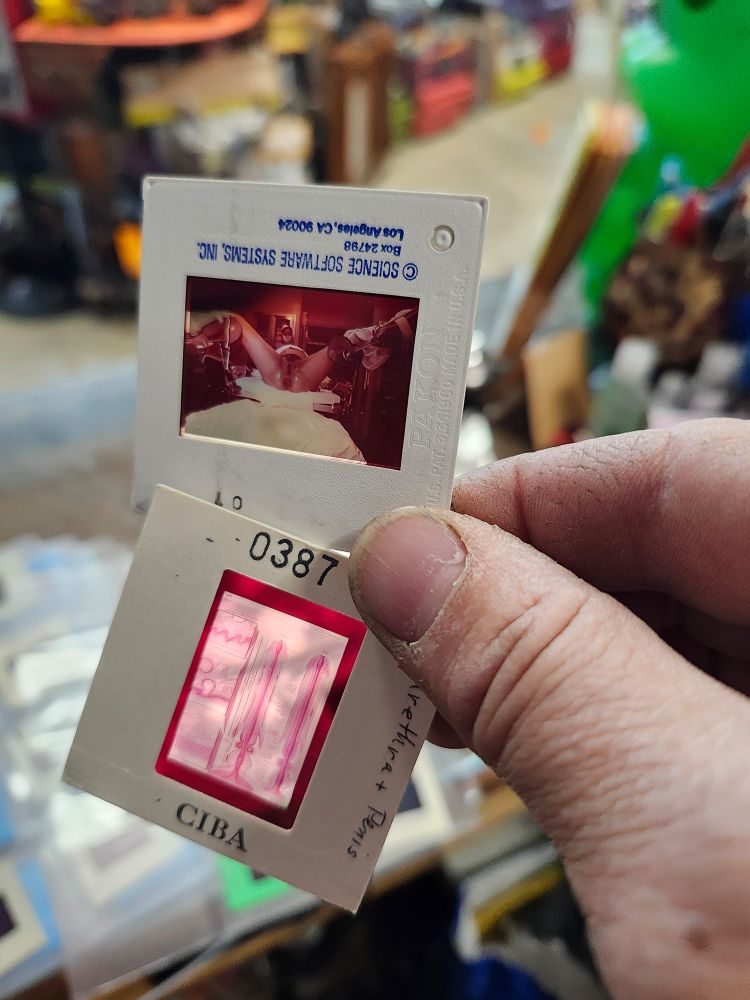 © SCIENCE SOFTWARE SYSTEMS, INC.
Box 24798
Los Angeles, CA 90024
PAKON
U.S. PAT. 3,341,960 MADE IN U.S.A.
0387
CIBA
Urethra + Penis